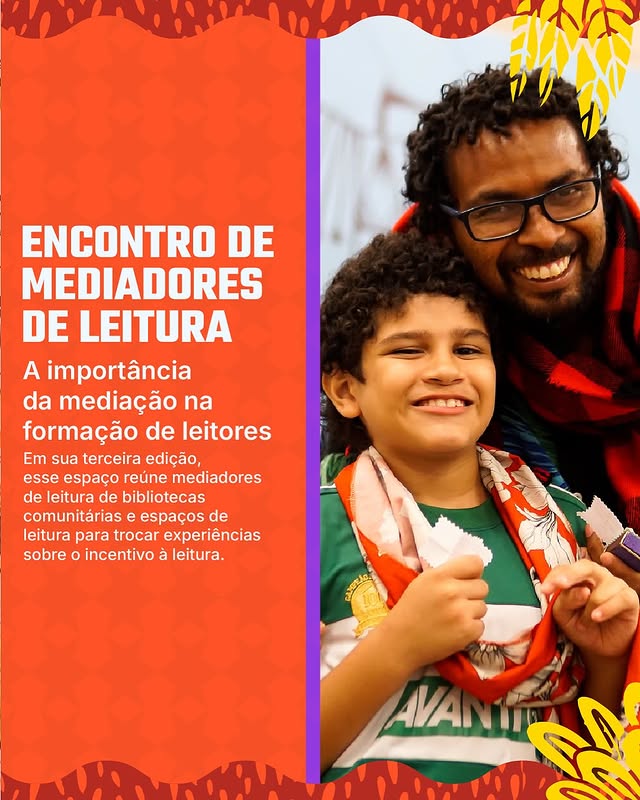 ENCONTRO DE
MEDIADORES
DE LEITURA
A importância
da mediação na
formação de leitores
Em sua terceira edição,
esse espaço reúne mediadores
de leitura de bibliotecas
comunitárias e espaços de
leitura para trocar experiências
sobre o incentivo à leitura.